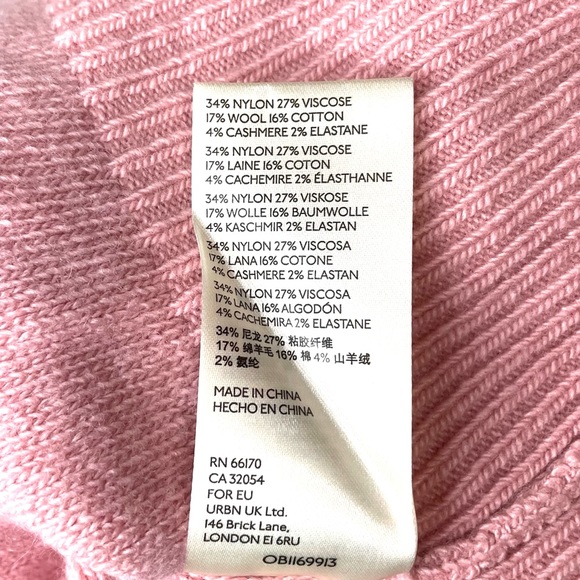 34% NYLON 27% VISCOSE
17% WOOL 16% COTTON
4% CASHMERE 2% ELASTANE
34% NYLON 27% VISCOSE
17% LAINE 16% COTON
4% CACHEMIRE 2% ÉLASTHANNE
34% NYLON 27% VISKOSE
17% WOLLE 16% BAUMWOLLE
4% KASCHMIR 2% ELASTAN
34% NYLON 27% VISCOSA
17% LANA 16% COTONE
4% CASHMERE 2% ELASTAN
34% NYLON 27% VISCOSA
17% LANA 16% ALGODÓN
4% CACHEMIRA 2% ELASTANE
34% 尼龙 27% 粘胶纤维
17% 绵羊毛 16% 棉 4% 山羊绒
2% 氨纶
MADE IN CHINA
HECHO EN CHINA
RN 66170
CA 32054
FOR EU
URBN UK Ltd.
146 Brick Lane,
LONDON E1 6RU
OB1169913